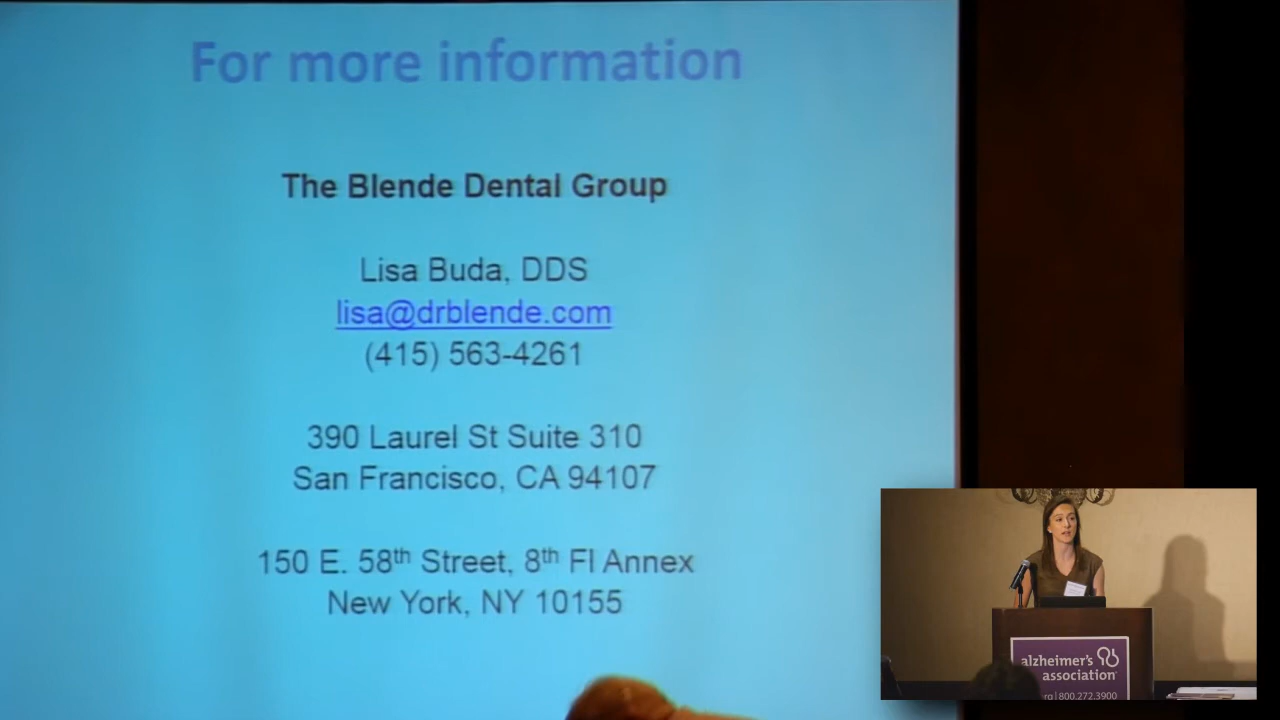 For more information
The Blende Dental Group
Lisa Buda, DDS
lisa@drblende.com
(415) 563-4261
390 Laurel St Suite 310
San Francisco, CA 94107
150 E. 58th Street, 8th Fl Annex
New York, NY 10155
alzheimer's
association
800.272.3900